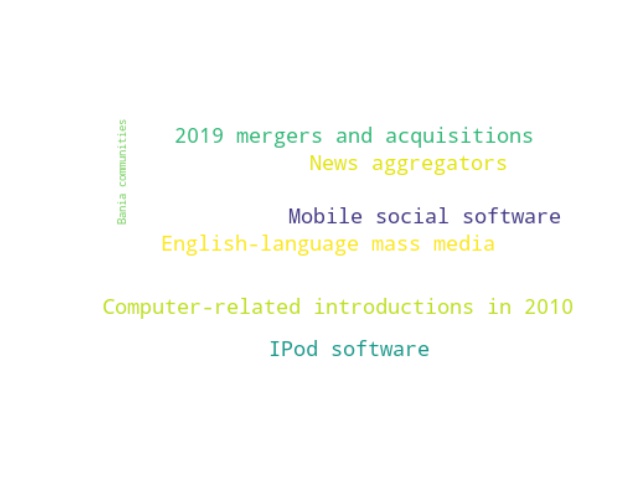 2019 mergers and acquisitions
Bania communities
News aggregators
Mobile social software
English-language mass media
Computer-related introductions in 2010
IPod software